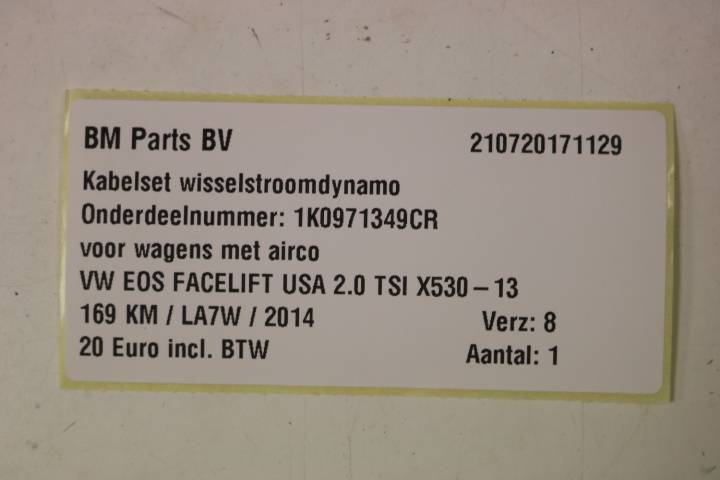 BM Parts BV 210720171129
Kabelset wisselstroomdynamo
Onderdeelnummer: 1K0971349CR
voor wagens met airco
VW EOS FACELIFT USA 2.0 TSI X530-13
169 KM / LA7W / 2014 Verz: 8
20 Euro incl. BTW Aantal: 1